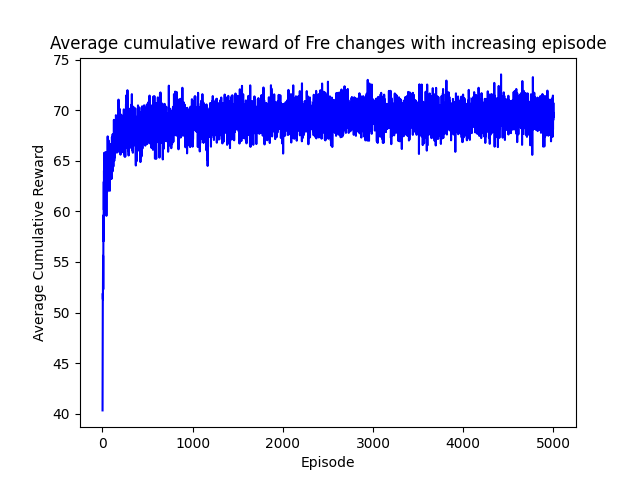 Average cumulative reward of Fre changes with increasing episode
75
70
65
60
55
50
45
40
Average Cumulative Reward
0 1000 2000 3000 4000 5000
Episode